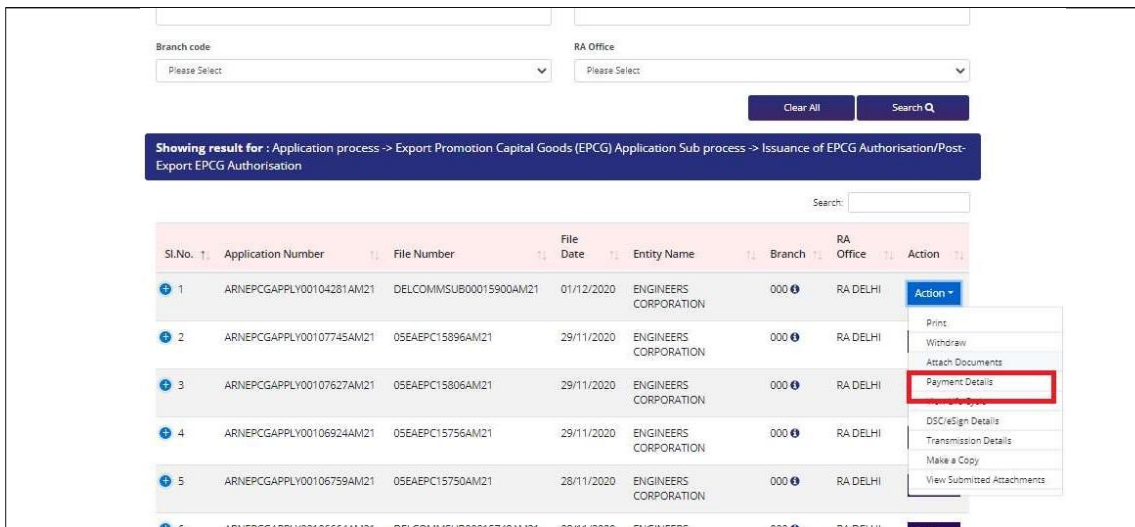 Branch code
RA Office
Please Select
Please Select
Clear All
Search
Showing result for : Application process -> Export Promotion Capital Goods (EPCG) Application Sub process -> Issuance of EPCG Authorisation/Post-
Export EPCG Authorisation
Search:
File
RA
Sl.No. Application Number File Number Date Entity Name Branch Office Action
1 ARNEPCGAPPLY00104281AM21 DELCOMMSUB00015900AM21 01/12/2020 ENGINEERS 000 RA DELHI Action
CORPORATION
Print
2 ARNEPCGAPPLY00107745AM21 05EAEPC15896AM21 29/11/2020 ENGINEERS 000 RA DELHI
CORPORATION
Withdraw
Attach Documents
3 ARNEPCGAPPLY00107627AM21 05EAEPC15806AM21 29/11/2020 ENGINEERS 000 RA DELHI
CORPORATION
Payment Details
4 ARNEPCGAPPLY00106924AM21 05EAEPC15756AM21 29/11/2020 ENGINEERS 000 RA DELHI
CORPORATION
DSC/eSign Details
Transmission Details
Make a Copy
5 ARNEPCGAPPLY00106759AM21 05EAEPC15750AM21 28/11/2020 ENGINEERS 000 RA DELHI
CORPORATION
View Submitted Attachments